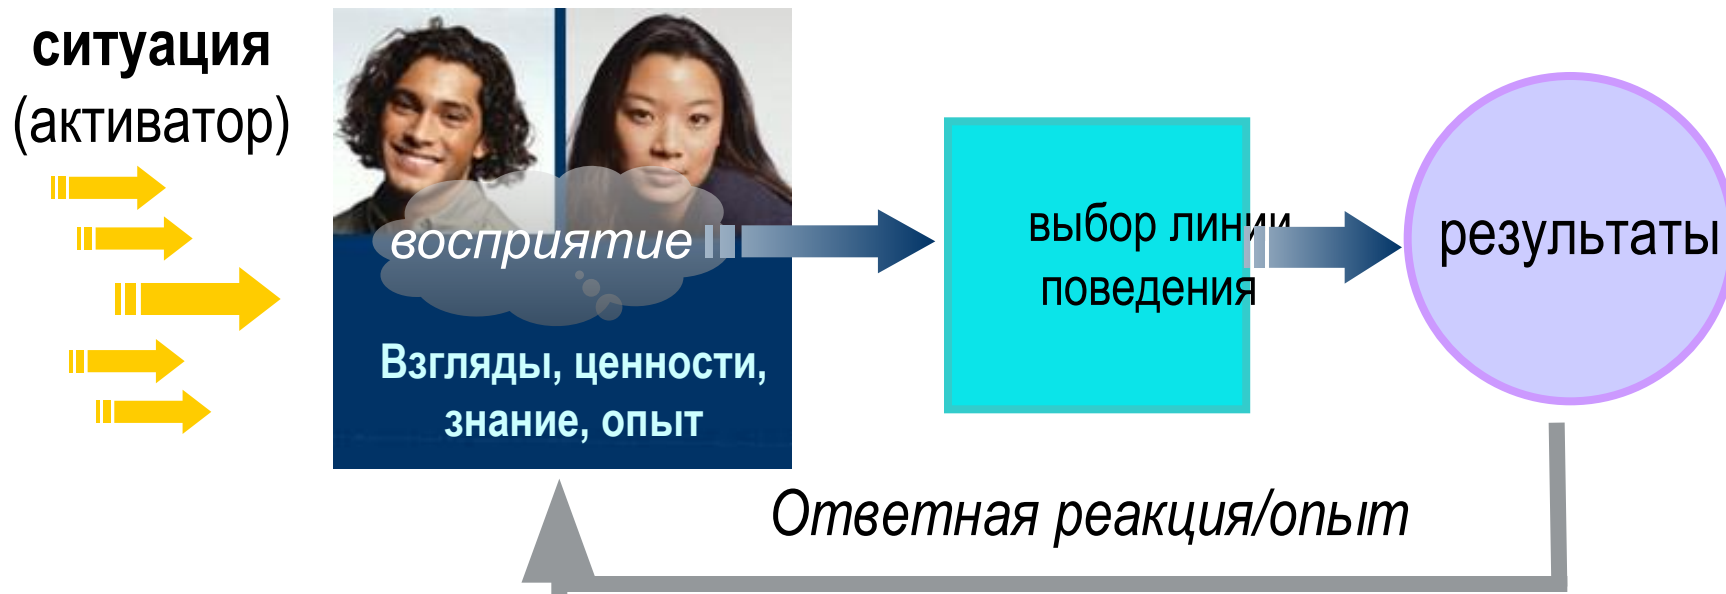 ситуация
(активатор)
восприятие
Взгляды, ценности,
знание, опыт
выбор линии
поведения
результаты
Ответная реакция/опыт